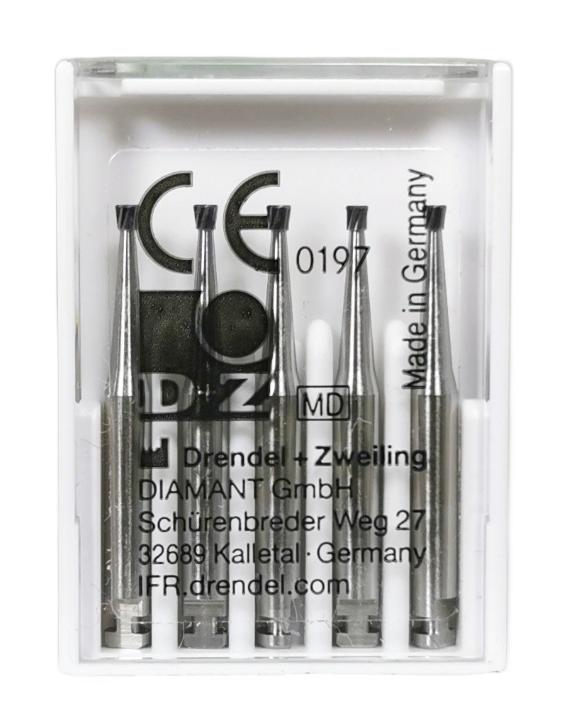 CE 0197
DZ
MD
Drendel + Zweiling
DIAMANT GmbH
Schürenbreder Weg 27
32689 Kalletal · Germany
IFR.drendel.com
Made in Germany